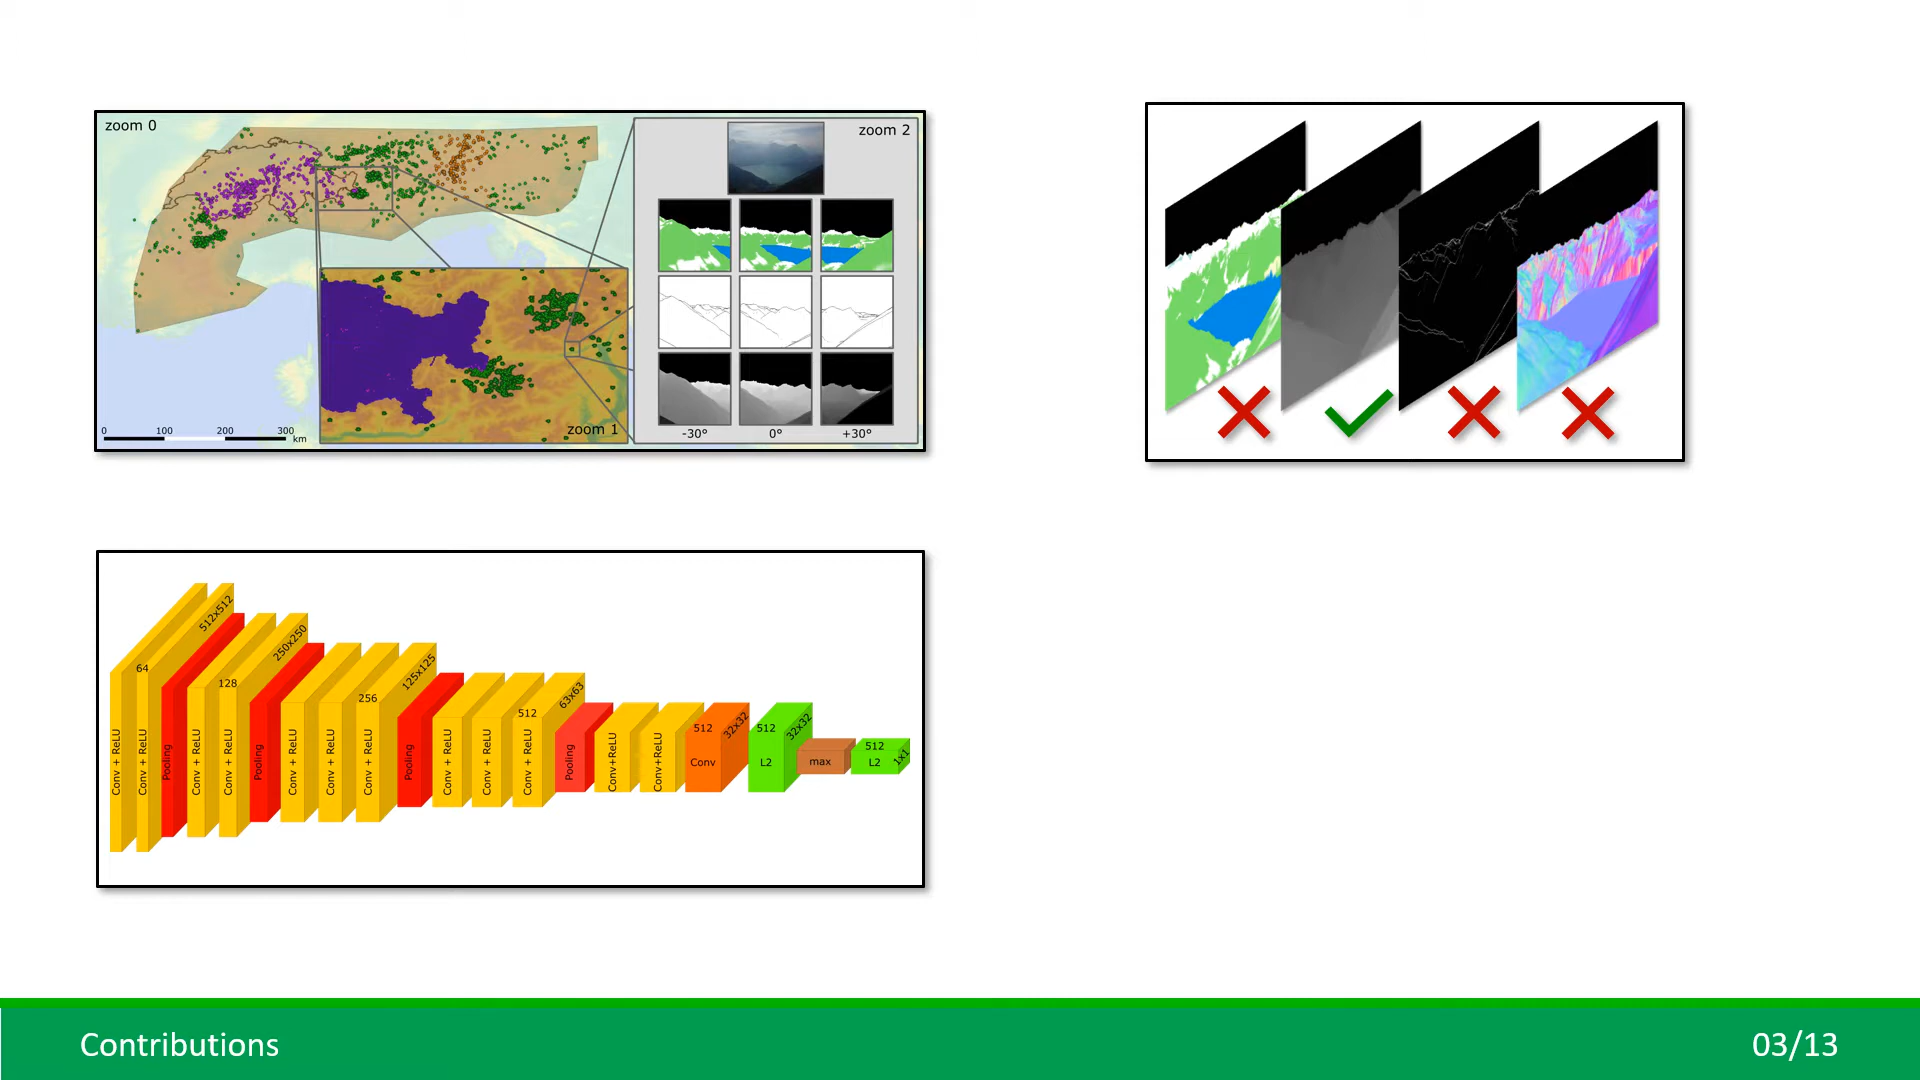 zoom 0
zoom 2
zoom 1
0 100 200 300 km
-30° 0° +30°
64
512x512
128
250x250
256
125x125
512
63x63
512
32x32
512
32x32
512
1x1
Conv + ReLU
Conv + ReLU
Pooling
Conv + ReLU
Conv + ReLU
Pooling
Conv + ReLU
Conv + ReLU
Conv + ReLU
Pooling
Conv + ReLU
Conv + ReLU
Conv + ReLU
Pooling
Conv+ReLU
Conv+ReLU
Conv
L2
max
L2
Contributions
03/13